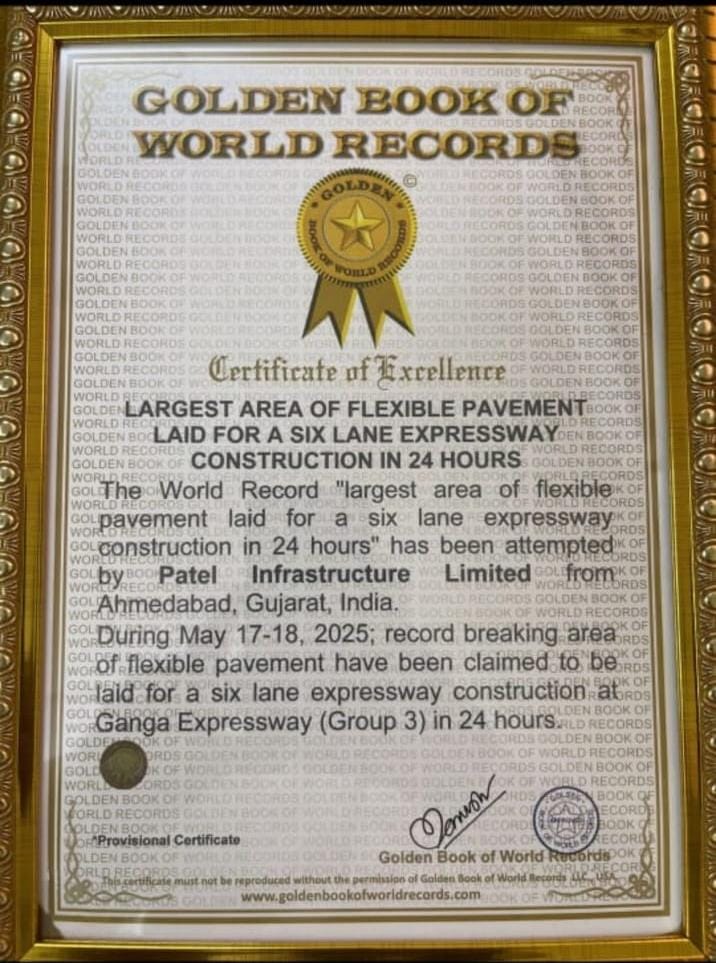 GOLDEN BOOK OF
WORLD RECORDS
©
GOLDEN
BOOK OF WORLD RECORDS
Certificate of Excellence
LARGEST AREA OF FLEXIBLE PAVEMENT
LAID FOR A SIX LANE EXPRESSWAY
CONSTRUCTION IN 24 HOURS
The World Record "largest area of flexible
pavement laid for a six lane expressway
construction in 24 hours" has been attempted
by Patel Infrastructure Limited from
Ahmedabad, Gujarat, India.
During May 17-18, 2025; record breaking area
of flexible pavement have been claimed to be
laid for a six lane expressway construction at
Ganga Expressway (Group 3) in 24 hours.
*Provisional Certificate
Golden Book of World Records
This certificate must not be reproduced without the permission of Golden Book of World Records LLC., USA
www.goldenbookofworldrecords.com